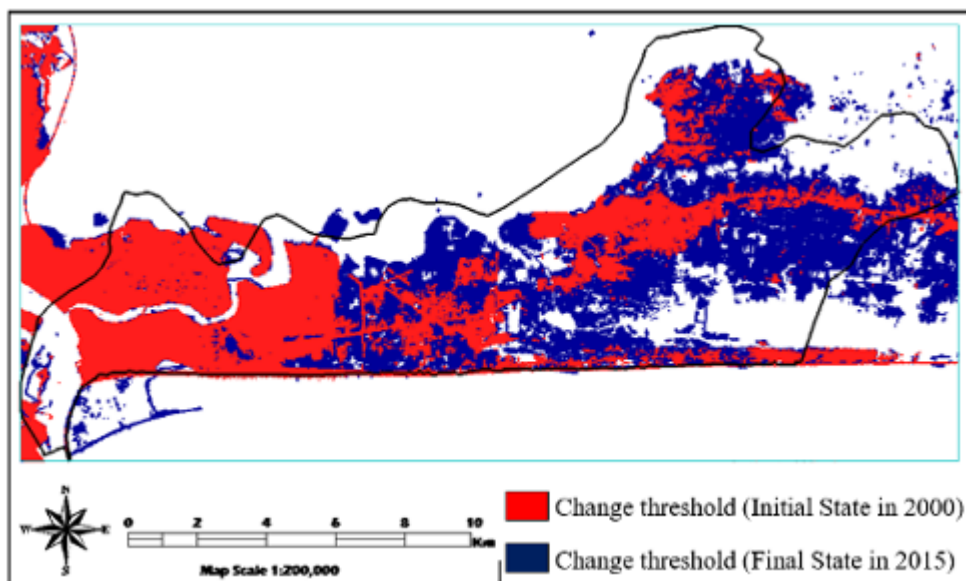 N
W E
S
0 2 4 6 8 10
Km
Map Scale 1:200,000
Change threshold (Initial State in 2000)
Change threshold (Final State in 2015)